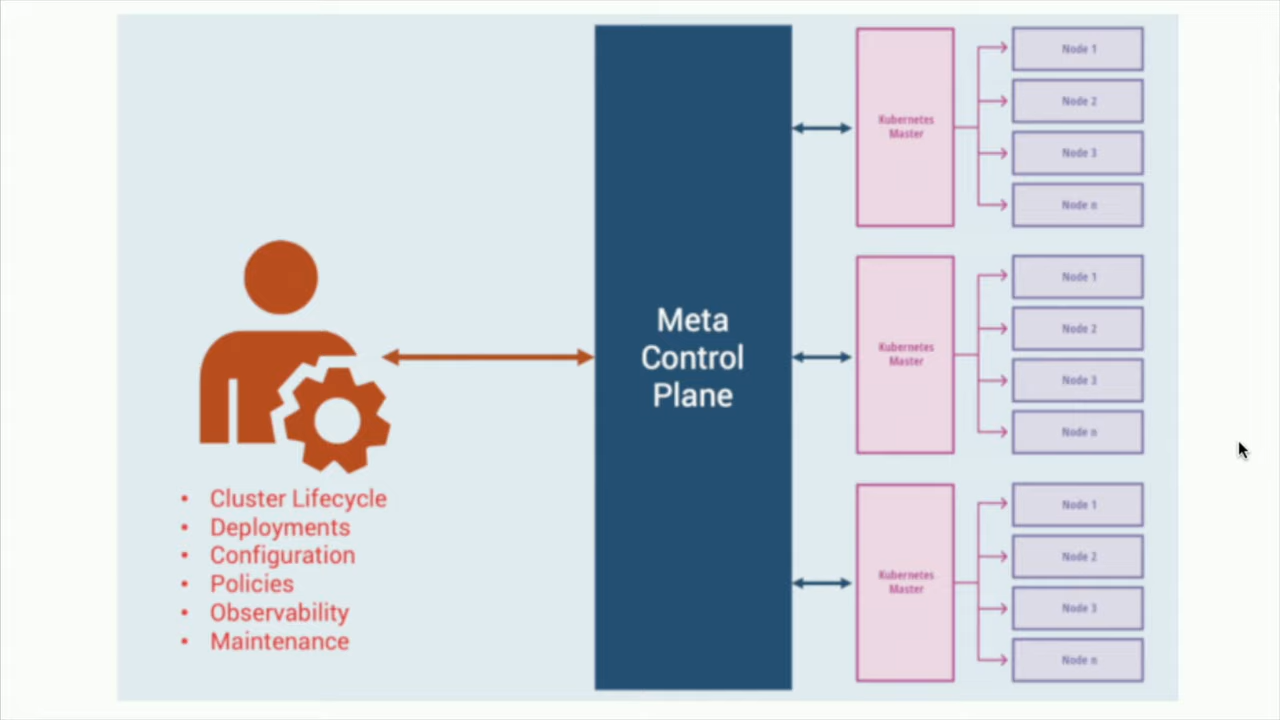 Cluster Lifecycle
Deployments
Configuration
Policies
Observability
Maintenance
Meta
Control
Plane
Kubernetes
Master
Node 1
Node 2
Node 3
Node n
Kubernetes
Master
Node 1
Node 2
Node 3
Node n
Kubernetes
Master
Node 1
Node 2
Node 3
Node n